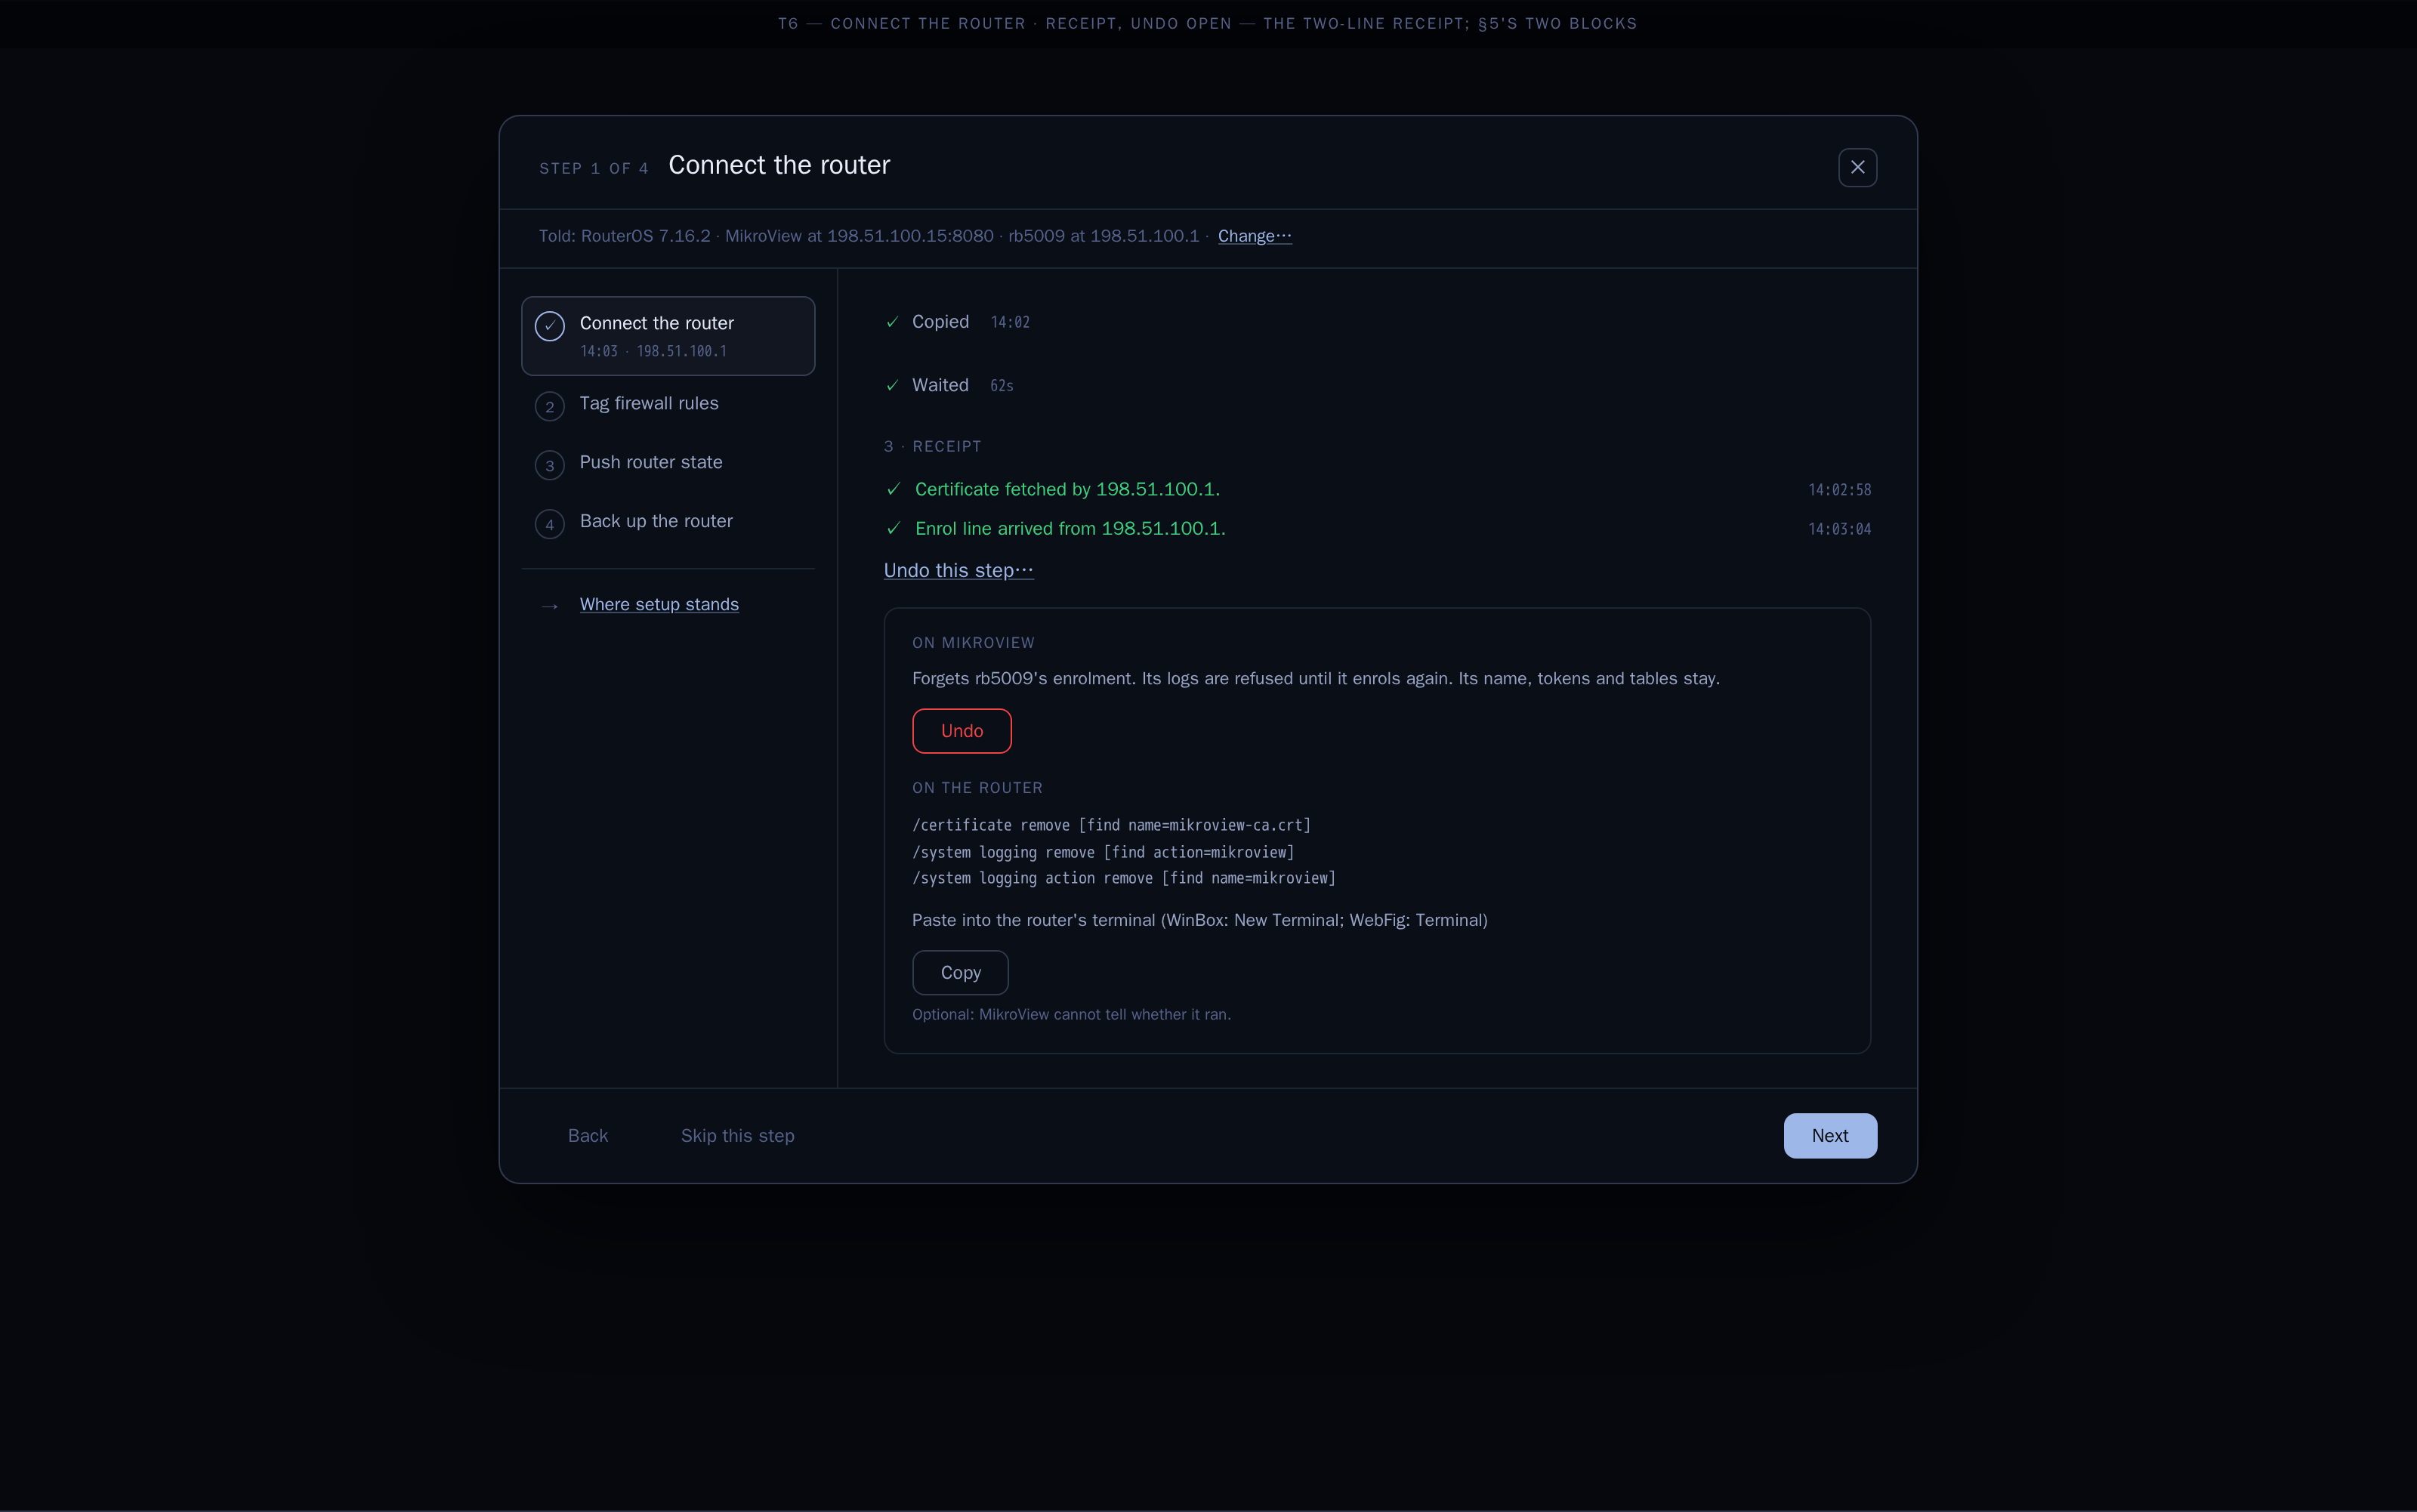 T6 — CONNECT THE ROUTER · RECEIPT, UNDO OPEN — THE TWO-LINE RECEIPT; §5'S TWO BLOCKS
STEP 1 OF 4 Connect the router
Told: RouterOS 7.16.2 · MikroView at 198.51.100.15:8080 · rb5009 at 198.51.100.1 · Change…
✓ Connect the router
14:03 · 198.51.100.1
2 Tag firewall rules
3 Push router state
4 Back up the router
→ Where setup stands
✓ Copied 14:02
✓ Waited 62s
3 · RECEIPT
✓ Certificate fetched by 198.51.100.1. 14:02:58
✓ Enrol line arrived from 198.51.100.1. 14:03:04
Undo this step…
ON MIKROVIEW
Forgets rb5009's enrolment. Its logs are refused until it enrols again. Its name, tokens and tables stay.
Undo
ON THE ROUTER
/certificate remove [find name=mikroview-ca.crt]
/system logging remove [find action=mikroview]
/system logging action remove [find name=mikroview]
Paste into the router's terminal (WinBox: New Terminal; WebFig: Terminal)
Copy
Optional: MikroView cannot tell whether it ran.
Back Skip this step Next